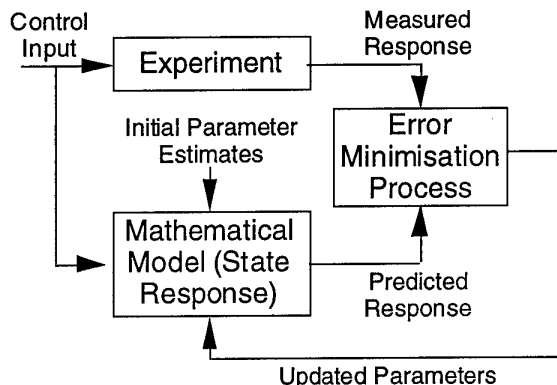 Control
Input
Measured
Response
Experiment
Initial Parameter
Estimates
Error
Minimisation
Process
Mathematical
Model (State
Response)
Predicted
Response
Updated Parameters